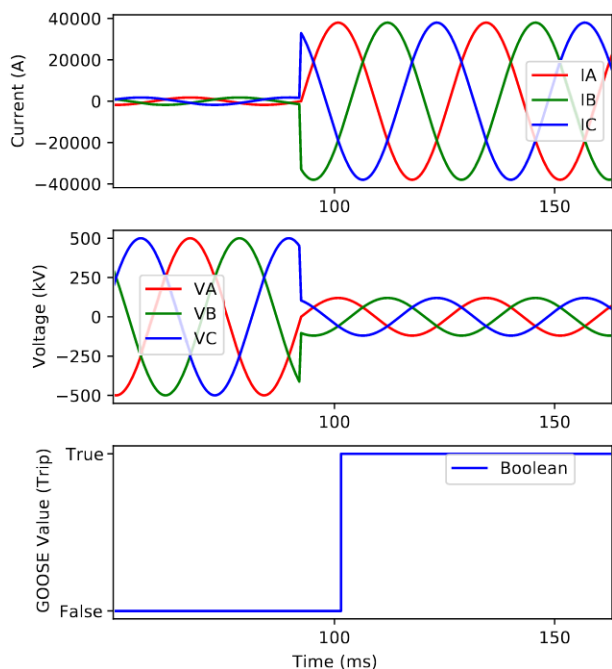 40000
20000
0
−20000
−40000
Current (A)
IA
IB
IC
100
150
500
250
0
−250
−500
Voltage (kV)
VA
VB
VC
100
150
True
False
GOOSE Value (Trip)
Boolean
100
150
Time (ms)